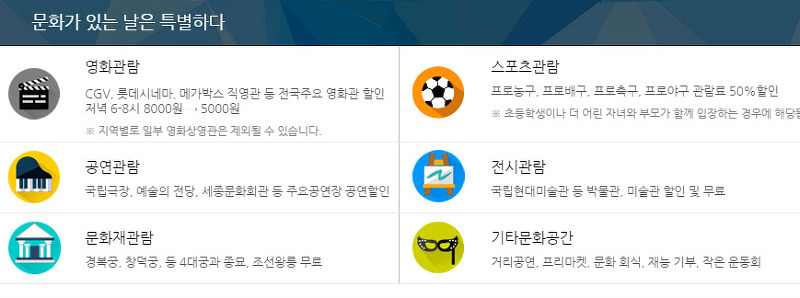 문화가 있는 날은 특별하다
영화관람
CGV, 롯데시네마, 메가박스 직영관 등 전국주요 영화관 할인
저녁 6-8시 8000원 → 5000원
※ 지역별로 일부 영화상영관은 제외될 수 있습니다.
스포츠관람
프로농구, 프로배구, 프로축구, 프로야구 관람료 50%할인
※ 초등학생이나 더 어린 자녀와 부모가 함께 입장하는 경우에 해당됩
공연관람
국립극장, 예술의 전당, 세종문화회관 등 주요공연장 공연할인
전시관람
국립현대미술관 등 박물관, 미술관 할인 및 무료
문화재관람
경복궁, 창덕궁, 등 4대궁과 종묘, 조선왕릉 무료
기타문화공간
거리공연, 프리마켓, 문화 회식, 재능 기부, 작은 운동회